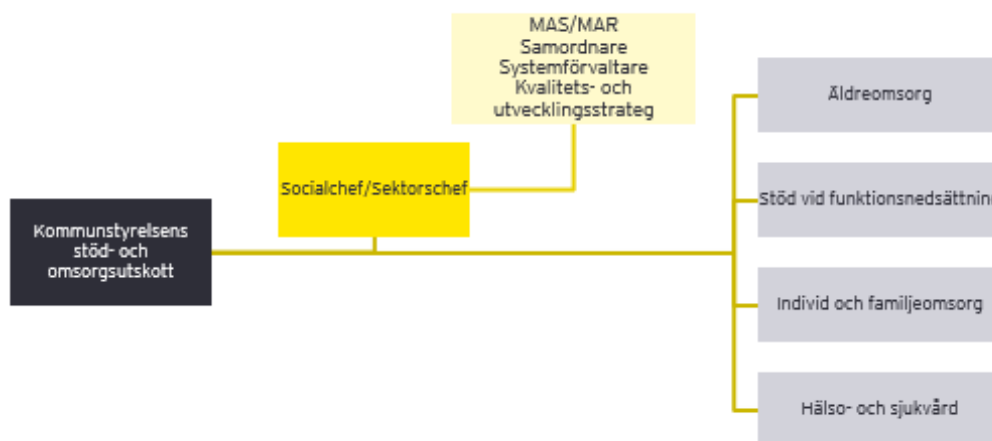 MAS/MAR
Samordnare
Systemförvaltare
Kvalitets- och
utvecklingsstrateg
Äldreomsorg
Socialchef/Sektorschef
Stöd vid funktionsnedsättning
Kommunstyrelsens
stöd- och
omsorgsutskott
Individ och familjeomsorg
Hälso- och sjukvård